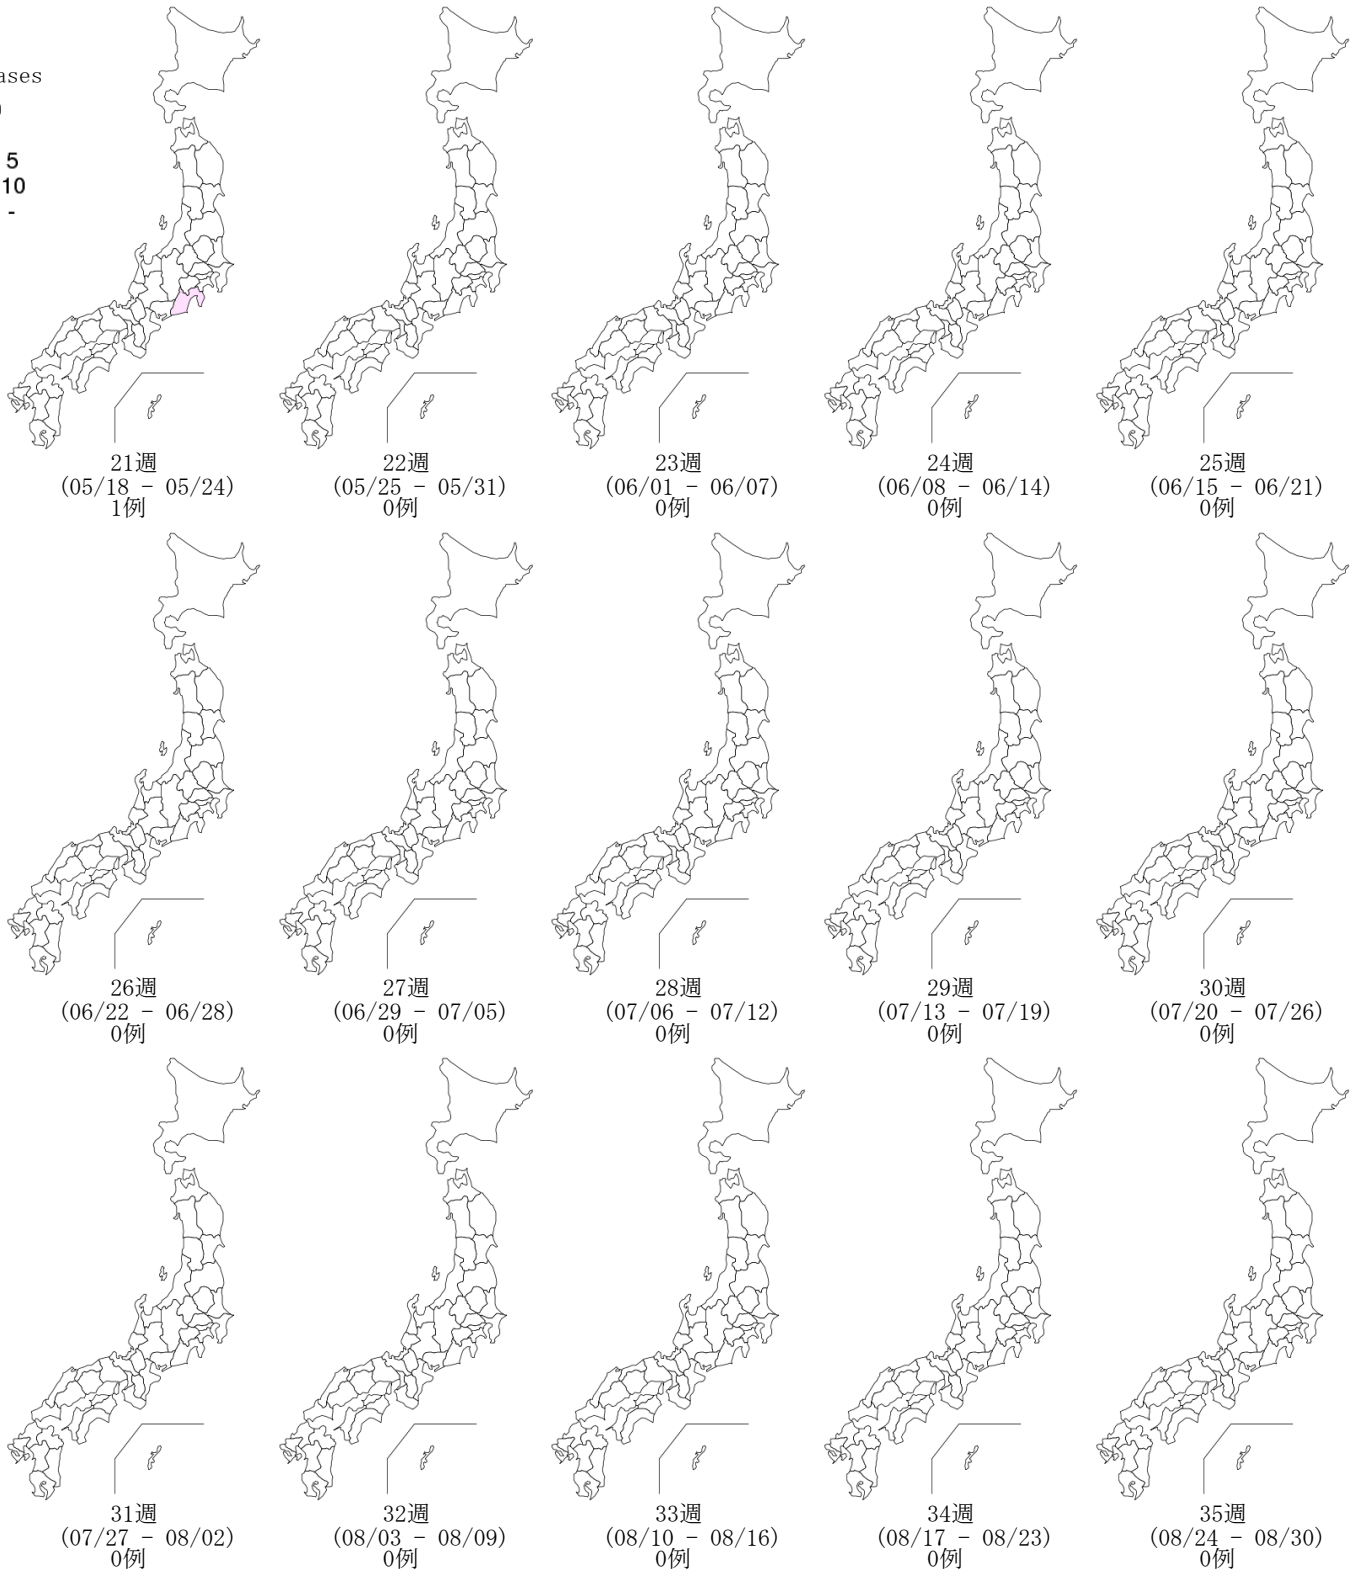 ases
5
10
-
21週
(05/18 - 05/24)
1例
22週
(05/25 - 05/31)
0例
23週
(06/01 - 06/07)
0例
24週
(06/08 - 06/14)
0例
25週
(06/15 - 06/21)
0例
26週
(06/22 - 06/28)
0例
27週
(06/29 - 07/05)
0例
28週
(07/06 - 07/12)
0例
29週
(07/13 - 07/19)
0例
30週
(07/20 - 07/26)
0例
31週
(07/27 - 08/02)
0例
32週
(08/03 - 08/09)
0例
33週
(08/10 - 08/16)
0例
34週
(08/17 - 08/23)
0例
35週
(08/24 - 08/30)
0例